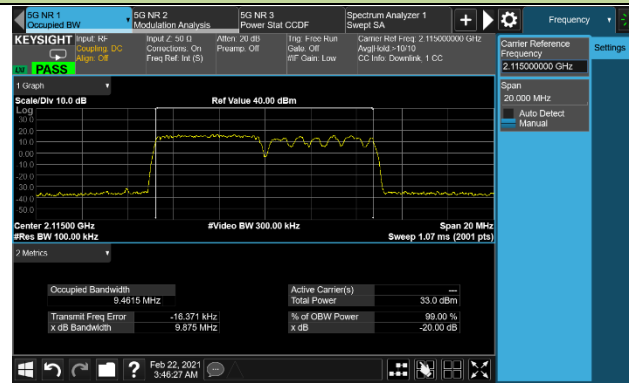 5G NR 1
Occupied BW
5G NR 2
Modulation Analysis
5G NR 3
Power Stat CCDF
Spectrum Analyzer 1
Swept SA
Frequency
KEYSIGHT
Input: RF
Coupling: DC
Align: Off
Input Z: 50 Ω
Corrections: On
Freq Ref: Int (S)
Atten: 20 dB
Preamp: Off
Trig: Free Run
Gate: Off
#IF Gain: Low
Carrier Ref Freq: 2.115000000 GHz
Avg|Hold:>10/10
CC Info: Downlink, 1 CC
PASS
Carrier Reference
Frequency
2.115000000 GHz
Settings
Span
20.000 MHz
Auto Detect
Manual
1 Graph
Scale/Div 10.0 dB
Ref Value 40.00 dBm
Log
30.0
20.0
10.0
0.00
-10.0
-20.0
-30.0
-40.0
-50.0
Center 2.11500 GHz
#Video BW 300.00 kHz
Span 20 MHz
#Res BW 100.00 kHz
Sweep 1.07 ms (2001 pts)
2 Metrics
Occupied Bandwidth
9.4615 MHz
Active Carrier(s)
---
Total Power
33.0 dBm
Transmit Freq Error
-16.371 kHz
% of OBW Power
99.00 %
x dB Bandwidth
9.875 MHz
x dB
-20.00 dB
?
Feb 22, 2021
3:46:27 AM